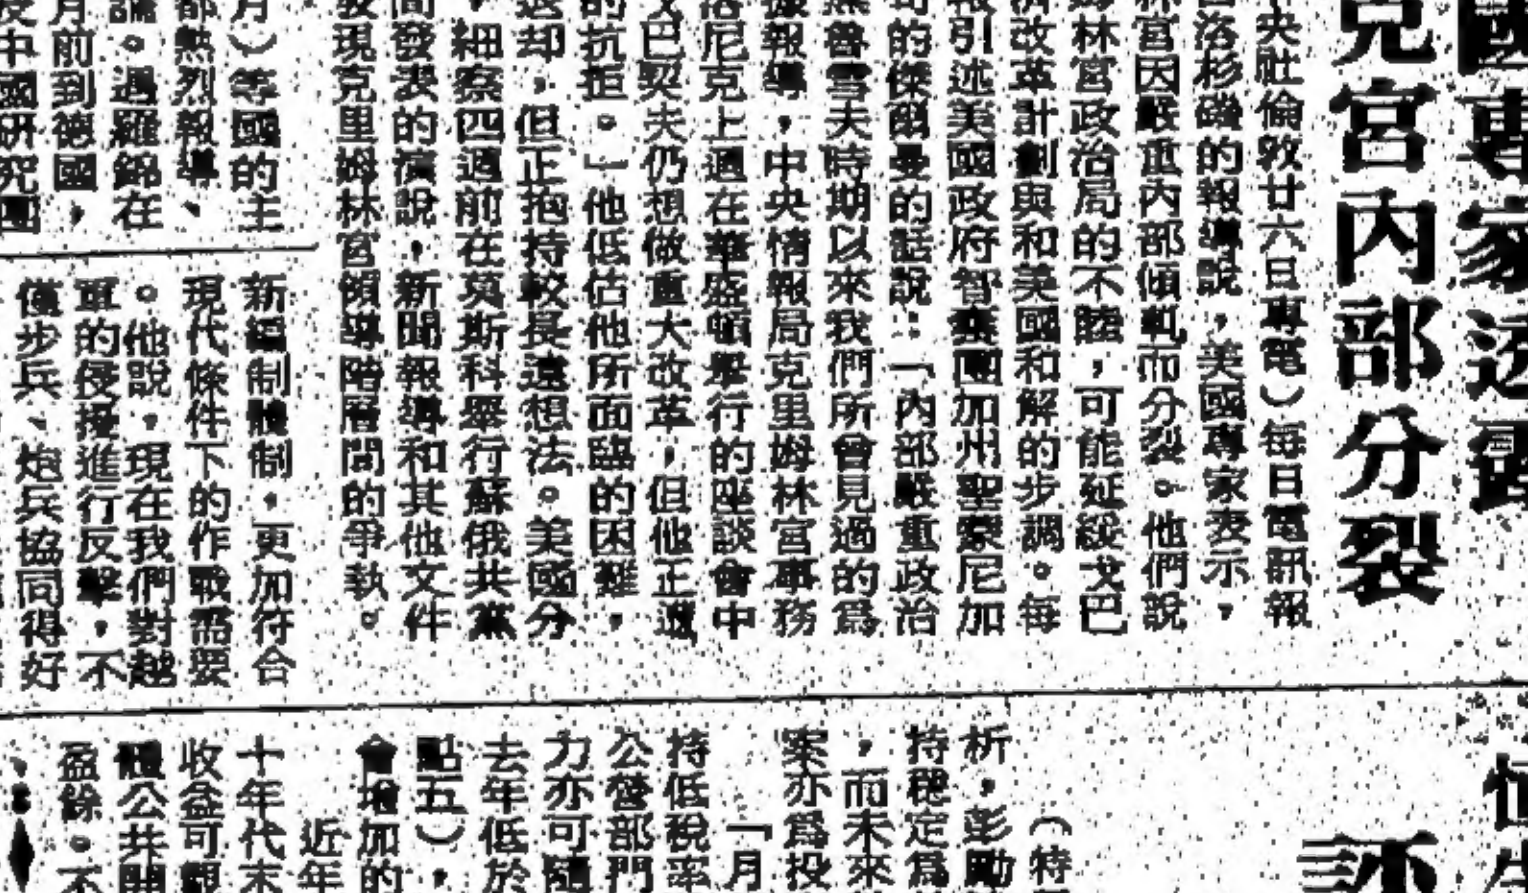 國專家透露
克宮內部分裂
央社倫敦廿六日專電）每日電訊報
洛杉磯的報導說，美國專家表示，
林宮因嚴重內部傾軋而分裂。他們說
姆林宮政治局的不睦，可能延緩戈巴
濟改革計劃與和美國和解的步調。每
報引述美國政府智囊團加州聖蒙尼加
司的傑爾曼的話說：「內部嚴重政治
無魯雪夫時期以來我們所曾見過的爲
據報導，中央情報局克里姆林宮事務
洛尼克上週在華盛頓舉行的座談會中
戈巴契夫仍想做重大改革，但他正遭
的抗拒。」他低估他所面臨的困難，
退却，但正抱持較長遠想法。美國分
，細察四週前在莫斯科舉行蘇俄共黨
間發表的演說，新聞報導和其他文件
發現克里姆林宮領導階層間的爭執。
月）等國的主
都熱烈報導、
論。過羅錦在
月前到德國，
中國研究團
新編制體制，更加符合
現代條件下的作戰需要
。他說，現在我們對越
軍的侵擾進行反擊，不
僅步兵、炮兵協同得好
評
（特
析，彭勵
持穩定爲
，而未來
案亦爲投
「月
持低稅率
公營部門
力亦可隨
去年低於
點五），
會增加的
近年
十年代末
收益可觀
體公共開
盈餘。不